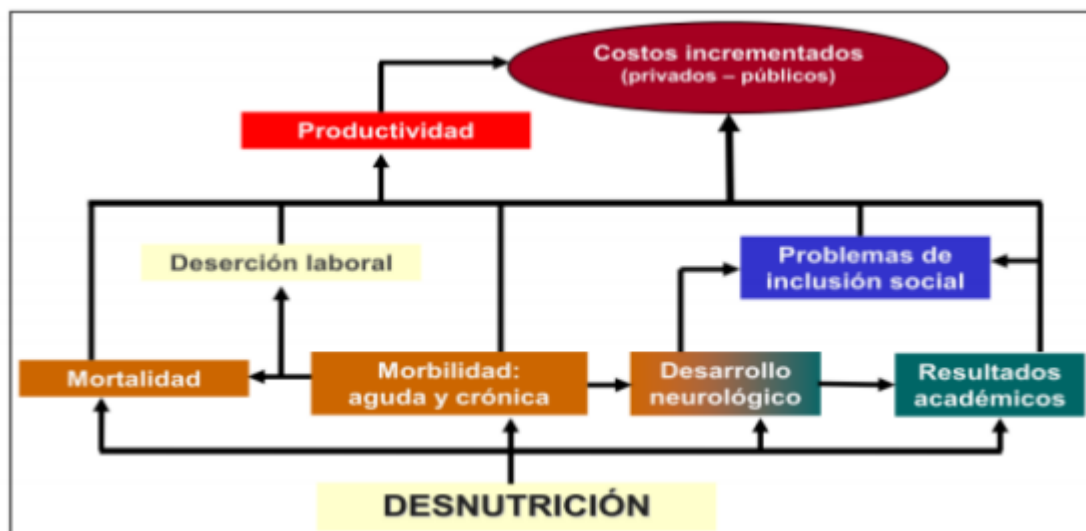 Costos incrementados
(privados – públicos)
Productividad
Deserción laboral
Problemas de
inclusión social
Mortalidad
Morbilidad:
aguda y crónica
Desarrollo
neurológico
Resultados
académicos
DESNUTRICIÓN